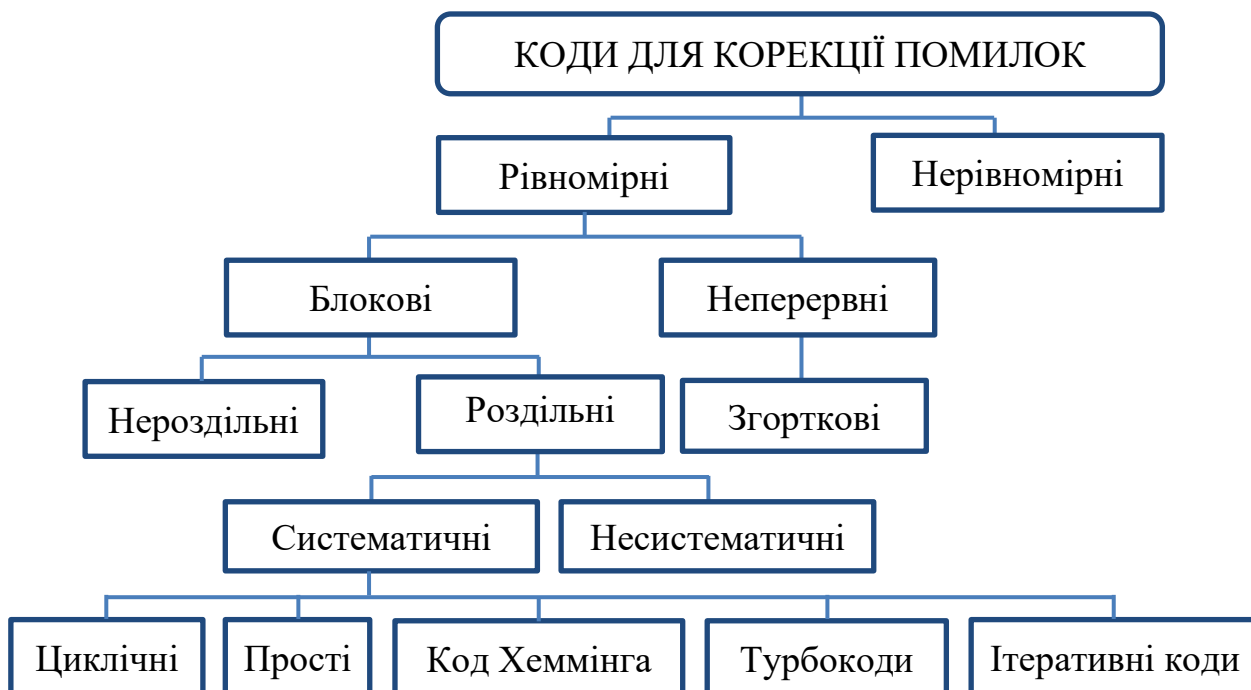 КОДИ ДЛЯ КОРЕКЦІЇ ПОМИЛОК
Рівномірні
Нерівномірні
Блокові
Неперервні
Нероздільні
Роздільні
Згорткові
Систематичні
Несистематичні
Циклічні
Прості
Код Хеммінга
Турбокоди
Ітеративні коди